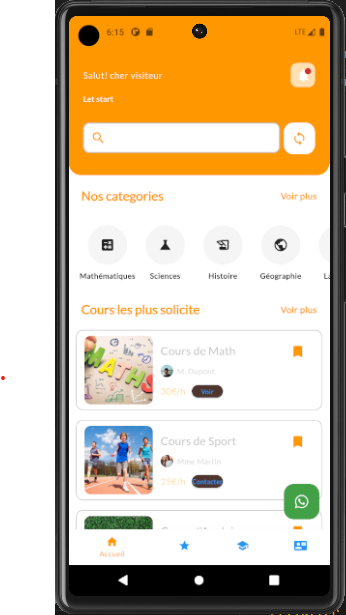 6:15
LTE
Salut! cher visiteur
Let start
Nos categories
Voir plus
Mathématiques
Sciences
Histoire
Géographie
Cours les plus solicite
Voir plus
MATHS
Cours de Math
M. Dupont
30€/h
Voir
Cours de Sport
Mme Martin
25€/h
Contacter
Accueil